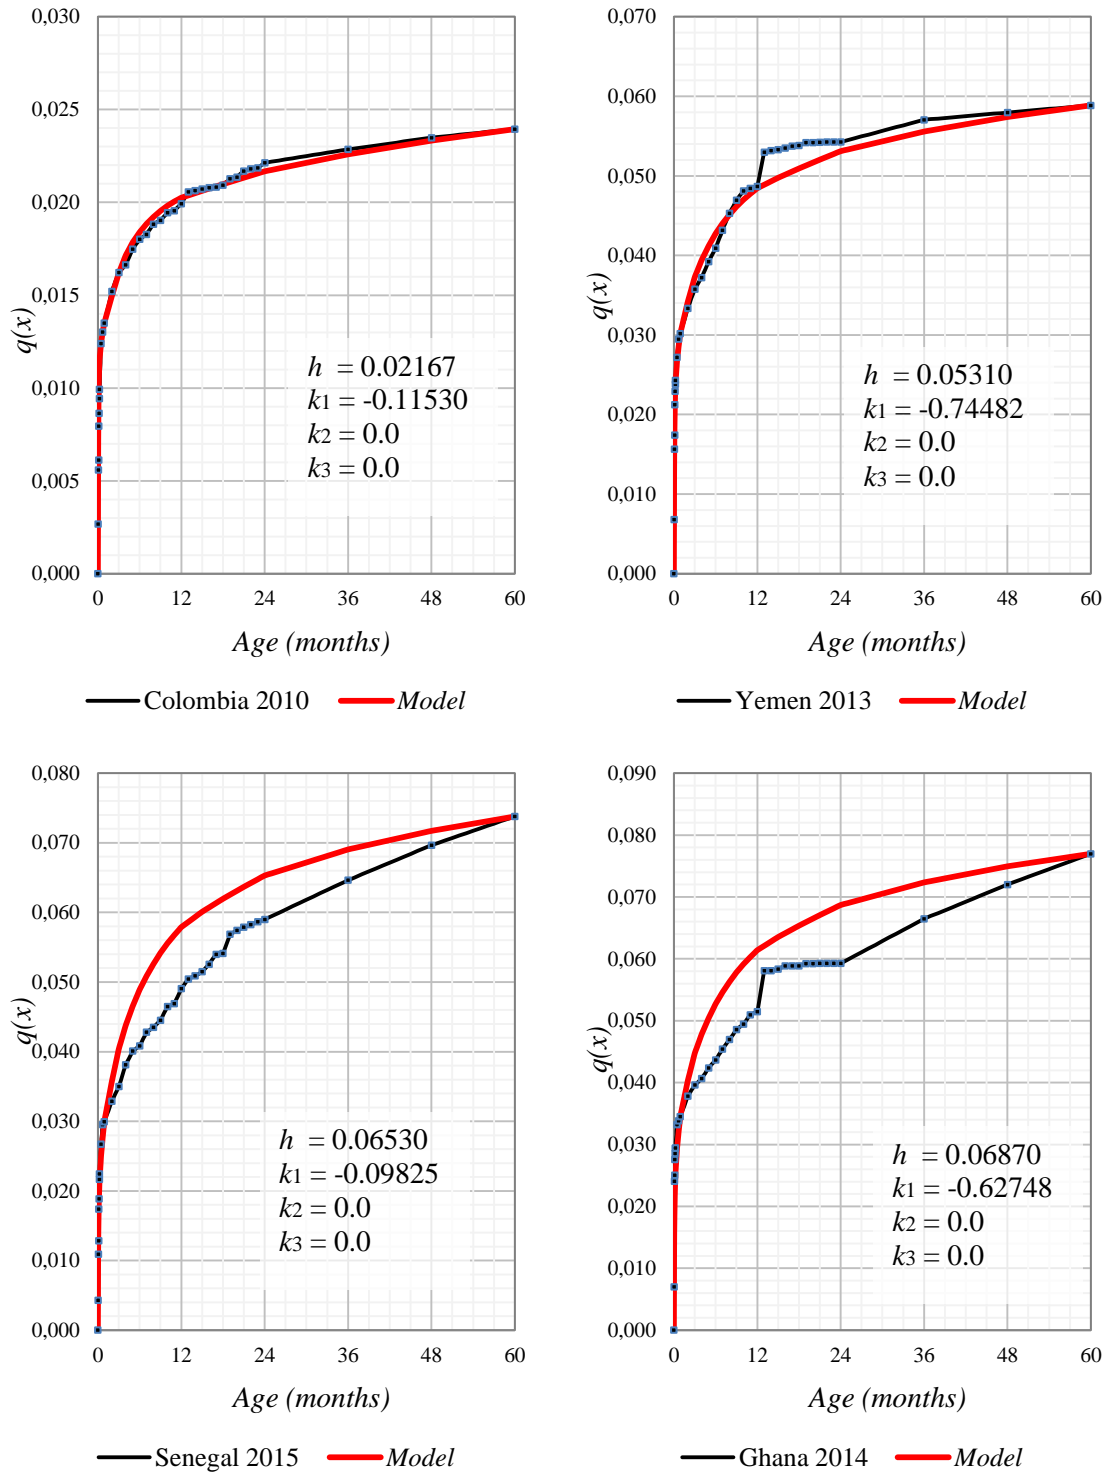 0,030
0,025
0,020
0,015
0,010
0,005
0,000
q(x)
h = 0.02167
k1 = -0.11530
k2 = 0.0
k3 = 0.0
0 12 24 36 48 60
Age (months)
Colombia 2010 Model
0,070
0,060
0,050
0,040
0,030
0,020
0,010
0,000
q(x)
h = 0.05310
k1 = -0.74482
k2 = 0.0
k3 = 0.0
0 12 24 36 48 60
Age (months)
Yemen 2013 Model
0,080
0,070
0,060
0,050
0,040
0,030
0,020
0,010
0,000
q(x)
h = 0.06530
k1 = -0.09825
k2 = 0.0
k3 = 0.0
0 12 24 36 48 60
Age (months)
Senegal 2015 Model
0,090
0,080
0,070
0,060
0,050
0,040
0,030
0,020
0,010
0,000
q(x)
h = 0.06870
k1 = -0.62748
k2 = 0.0
k3 = 0.0
0 12 24 36 48 60
Age (months)
Ghana 2014 Model